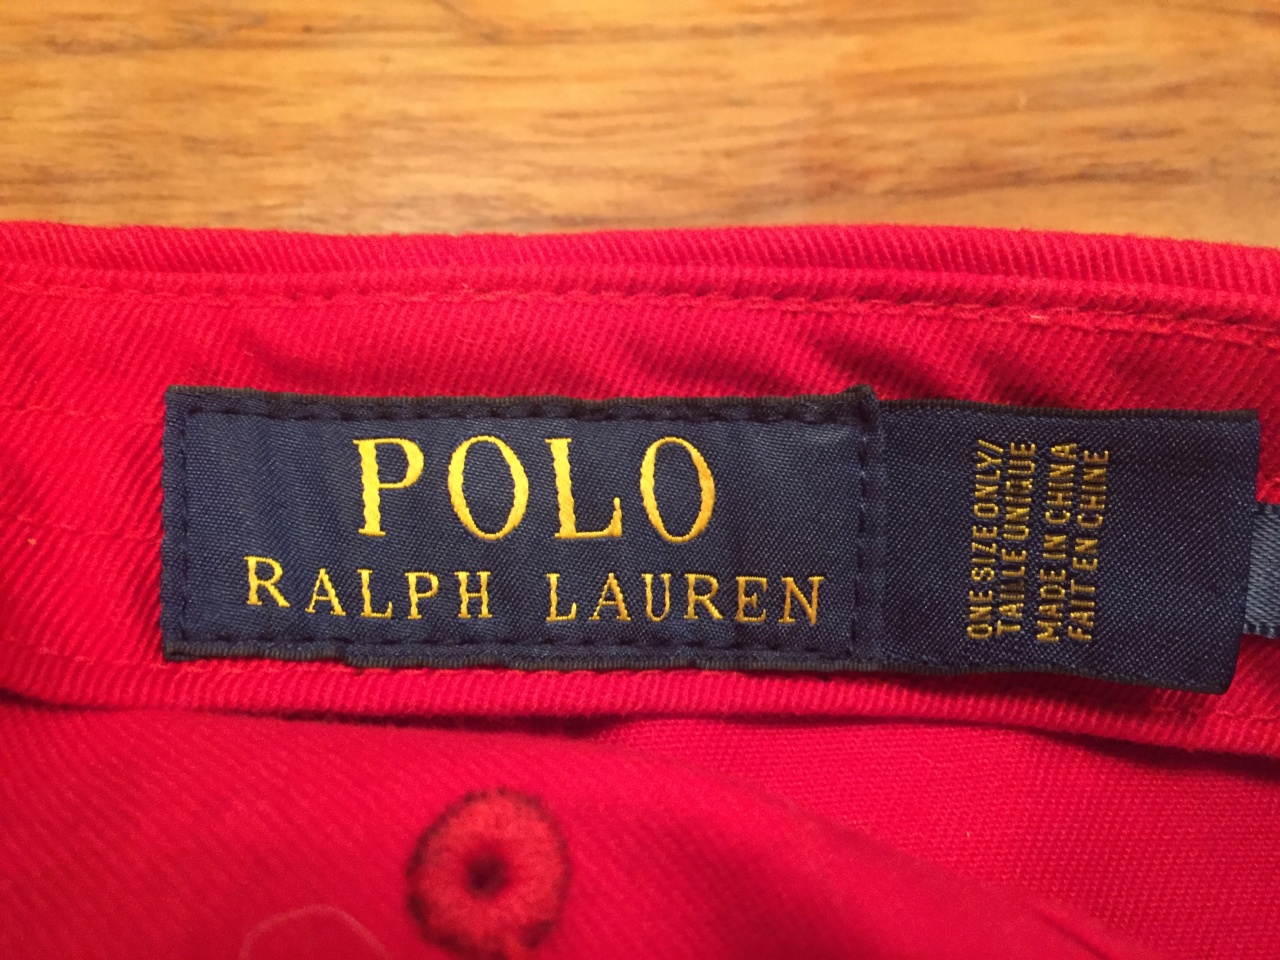 POLO
RALPH LAUREN
ONE SIZE ONLY/
TAILLE UNIQUE
MADE IN CHINA
FAIT EN CHINE